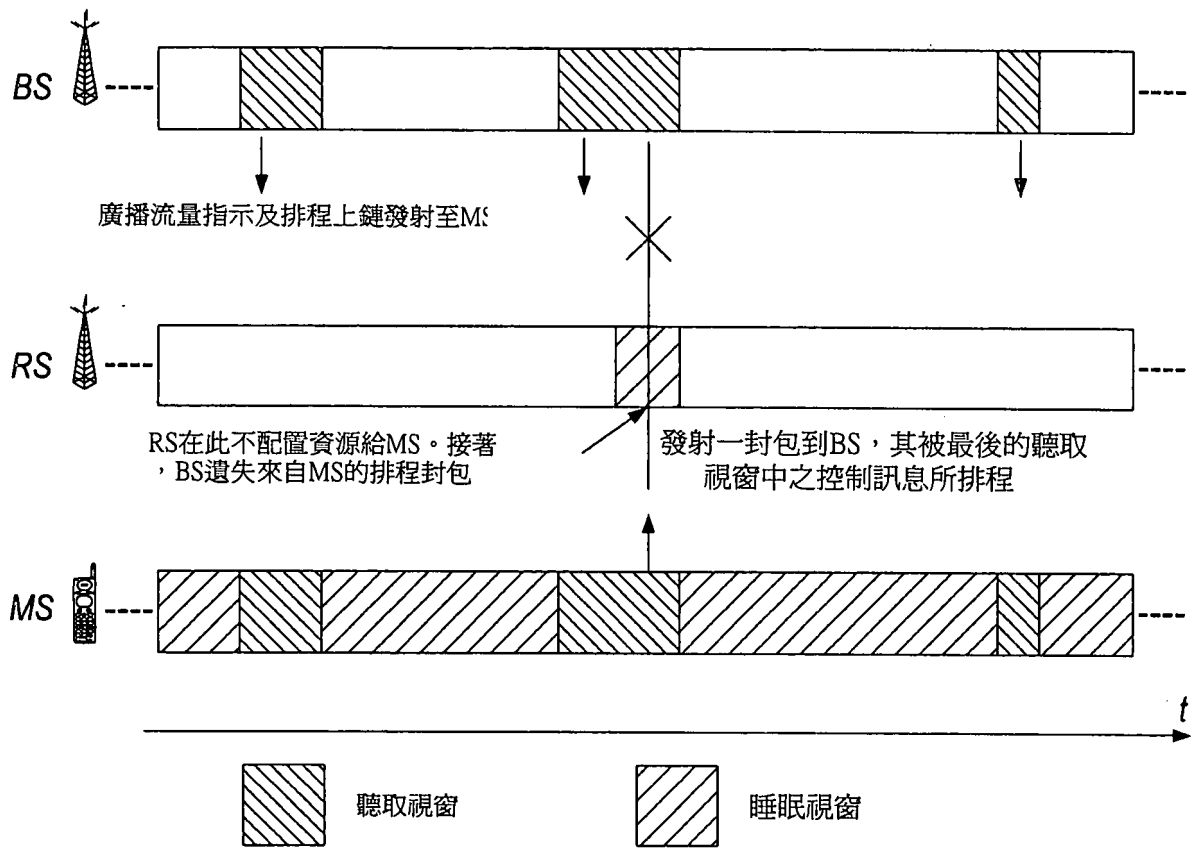 BS
廣播流量指示及排程上鏈發射至MS
RS
RS在此不配置資源給MS。接著
，BS遺失來自MS的排程封包
發射一封包到BS，其被最後的聽取
視窗中之控制訊息所排程
MS
t
聽取視窗
睡眠視窗